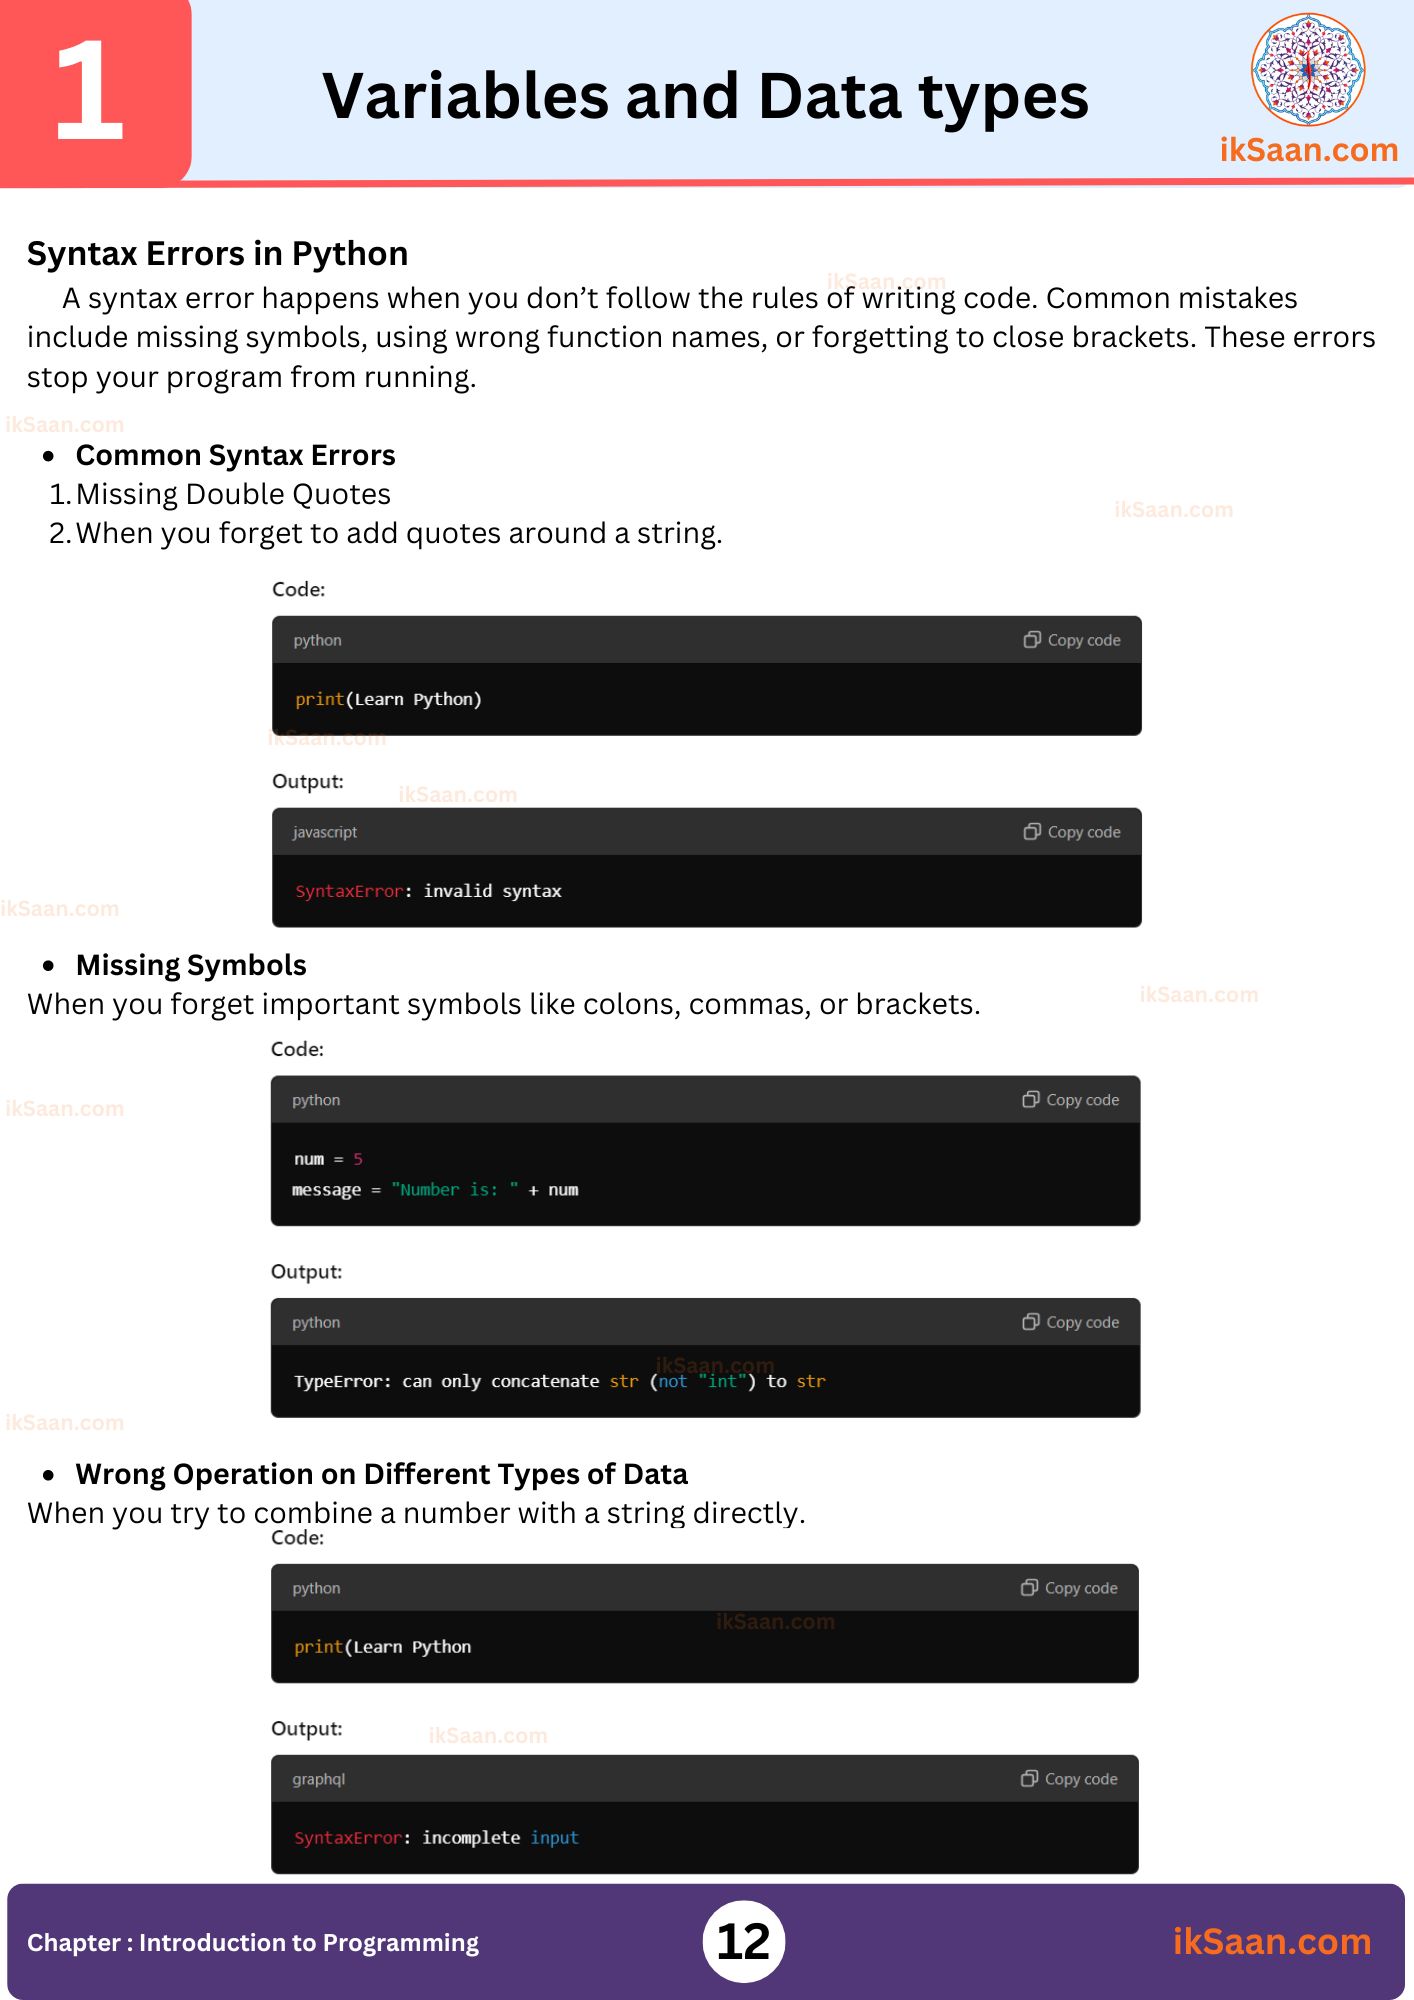 1
Variables and Data types
ikSaan.com
Syntax Errors in Python
ikSaan.com
A syntax error happens when you don’t follow the rules of writing code. Common mistakes
include missing symbols, using wrong function names, or forgetting to close brackets. These errors
stop your program from running.
ikSaan.com
• Common Syntax Errors
1. Missing Double Quotes
ikSaan.com
2. When you forget to add quotes around a string.
Code:
python Copy code
print(Learn Python)
ikSaan.com
Output:
ikSaan.com
javascript Copy code
SyntaxError: invalid syntax
ikSaan.com
• Missing Symbols
ikSaan.com
When you forget important symbols like colons, commas, or brackets.
Code:
python Copy code
ikSaan.com
num = 5
message = "Number is: " + num
Output:
python Copy code
ikSaan.com
TypeError: can only concatenate str (not "int") to str
ikSaan.com
• Wrong Operation on Different Types of Data
When you try to combine a number with a string directly.
Code:
python Copy code
ikSaan.com
print(Learn Python
Output:
ikSaan.com
graphql Copy code
SyntaxError: incomplete input
Chapter : Introduction to Programming
12
ikSaan.com